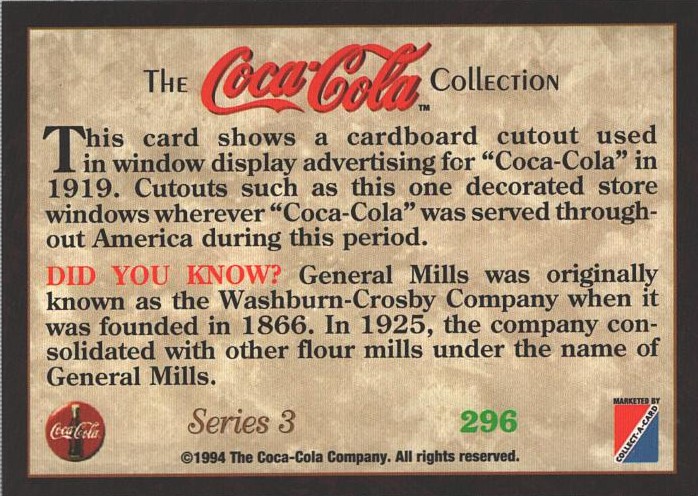 THE Coca-Cola™ COLLECTION
This card shows a cardboard cutout used
in window display advertising for “Coca-Cola” in
1919. Cutouts such as this one decorated store
windows wherever “Coca-Cola” was served through-
out America during this period.
DID YOU KNOW? General Mills was originally
known as the Washburn-Crosby Company when it
was founded in 1866. In 1925, the company con-
solidated with other flour mills under the name of
General Mills.
Coca-Cola
Series 3
296
MARKETED BY
COLLECT-A-CARD
©1994 The Coca-Cola Company. All rights reserved.